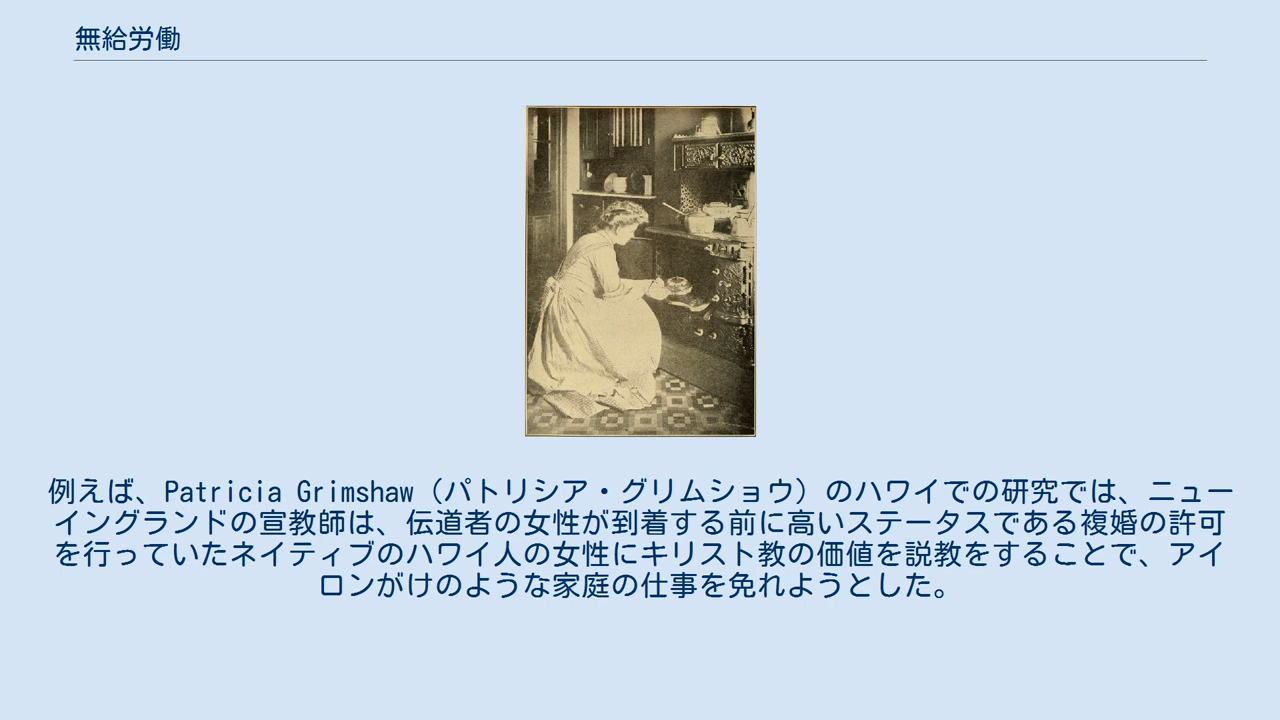 無給労働
例えば、Patricia Grimshaw（パトリシア・グリムショウ）のハワイでの研究では、ニュー
イングランドの宣教師は、伝道者の女性が到着する前に高いステータスである複婚の許可
を行っていたネイティブのハワイ人の女性にキリスト教の価値を説教をすることで、アイ
ロンがけのような家庭の仕事を免れようとした。